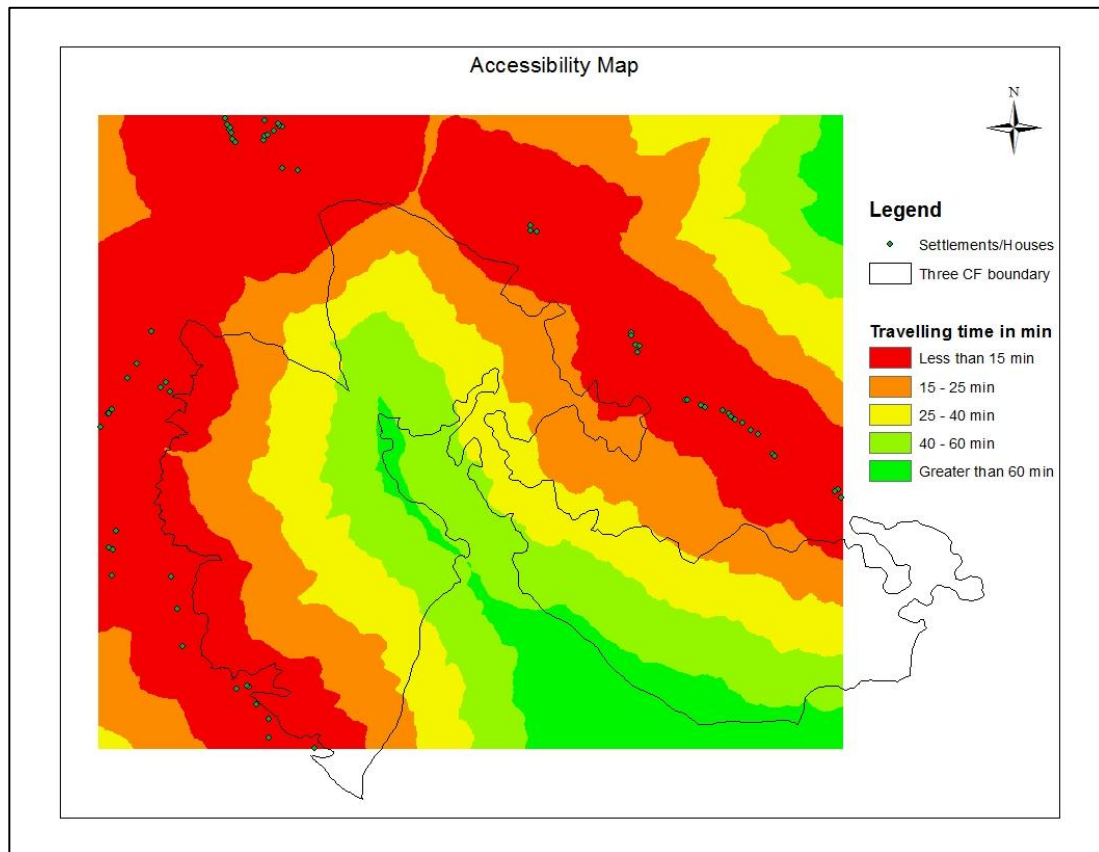 Accessibility Map
N
Legend
Settlements/Houses
Three CF boundary
Travelling time in min
Less than 15 min
15 - 25 min
25 - 40 min
40 - 60 min
Greater than 60 min